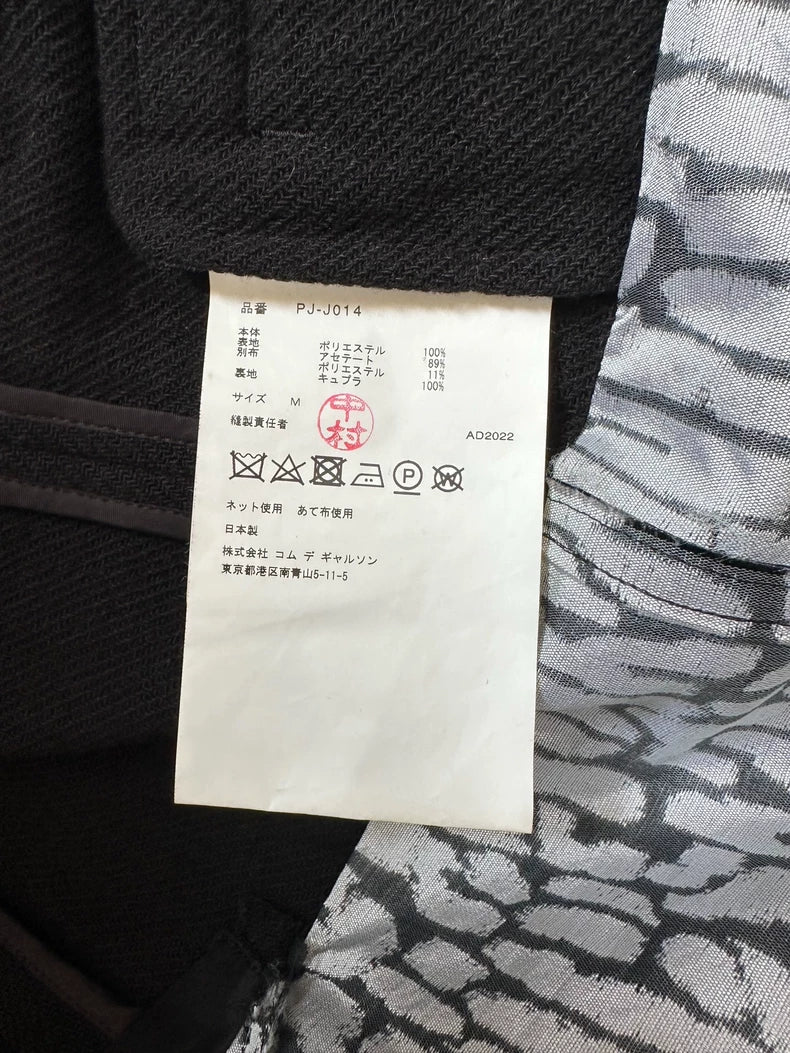 品番 PJ-J014
本体
表地 ポリエステル 100%
別布 アセテート 89%
ポリエステル 11%
裏地 キュプラ 100%
サイズ M
縫製責任者
AD2022
P
W
ネット使用 あて布使用
日本製
株式会社 コム デ ギャルソン
東京都港区南青山5-11-5